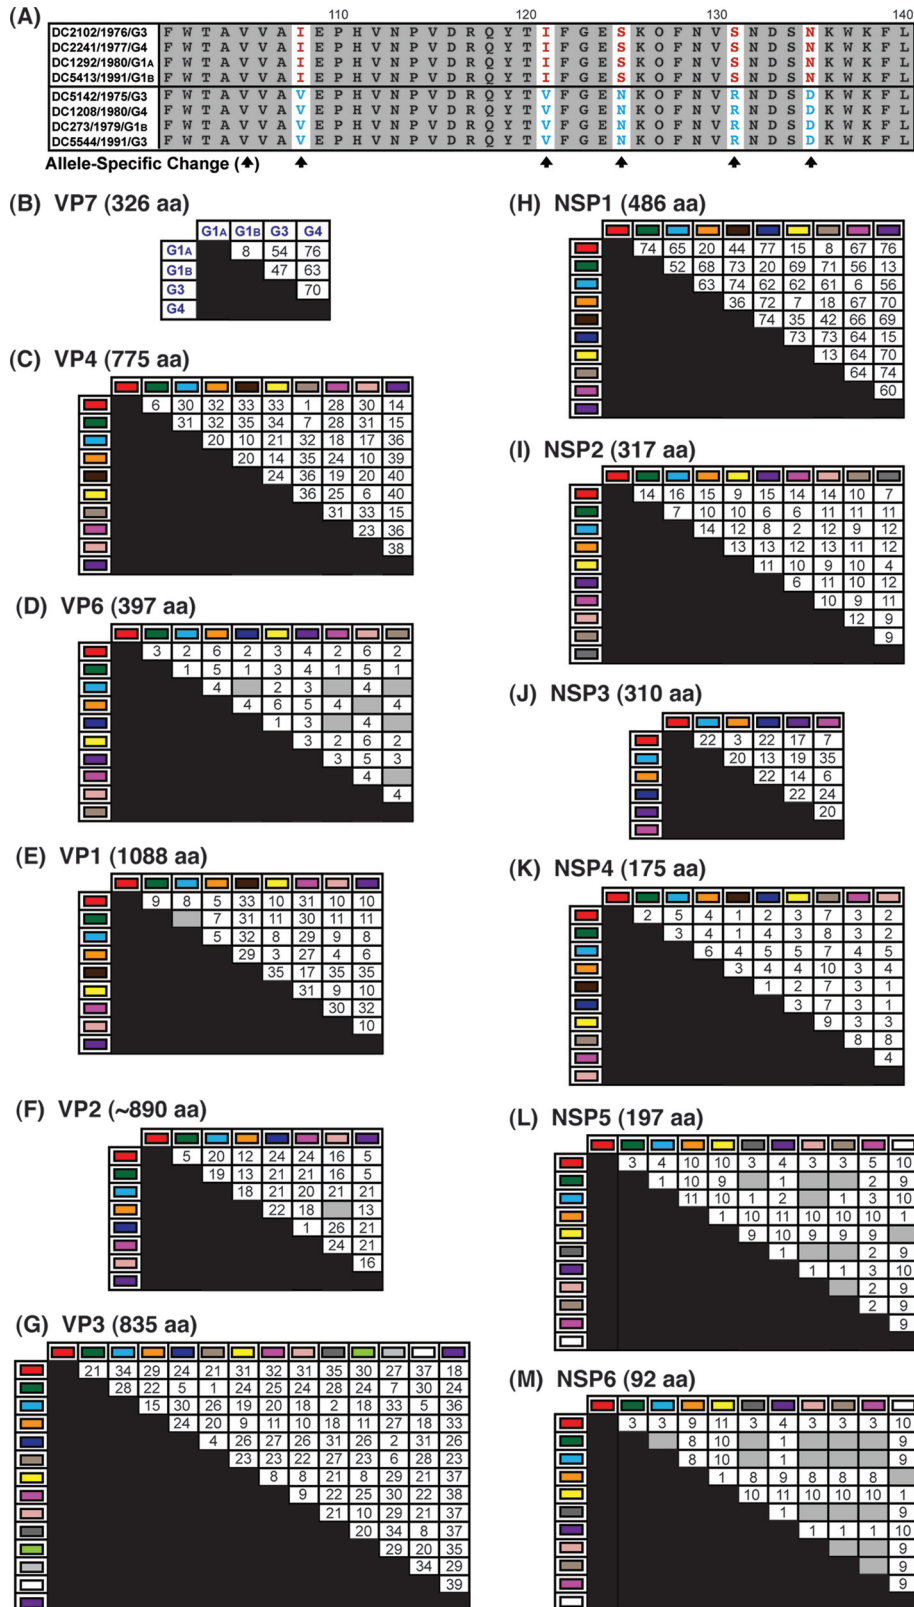 (A)
110 120 130 140
DC2102/1976/G3 F W T A V V A I E P H V N P V D R Q Y T I F G E S K O F N V S N D S N K W K F L
DC2241/1977/G4 F W T A V V A I E P H V N P V D R Q Y T I F G E S K O F N V S N D S N K W K F L
DC1292/1980/G1A F W T A V V A I E P H V N P V D R Q Y T I F G E S K O F N V S N D S N K W K F L
DC5413/1991/G1B F W T A V V A I E P H V N P V D R Q Y T I F G E S K O F N V S N D S N K W K F L
DC5142/1975/G3 F W T A V V A V E P H V N P V D R Q Y T V F G E N K O F N V R N D S D K W K F L
DC1208/1980/G4 F W T A V V A V E P H V N P V D R Q Y T V F G E N K O F N V R N D S D K W K F L
DC273/1979/G1B F W T A V V A V E P H V N P V D R Q Y T V F G E N K O F N V R N D S D K W K F L
DC5544/1991/G3 F W T A V V A V E P H V N P V D R Q Y T V F G E N K O F N V R N D S D K W K F L
Allele-Specific Change ( )
(B) VP7 (326 aa)
G1A G1B G3 G4
G1A 8 54 76
G1B 47 63
G3 70
G4
(C) VP4 (775 aa)
6 30 32 33 33 1 28 30 14
31 32 35 34 7 28 31 15
20 10 21 32 18 17 36
20 14 35 24 10 39
24 36 19 20 40
36 25 6 40
31 33 15
23 36
38
(D) VP6 (397 aa)
3 2 6 2 3 4 2 6 2
1 5 1 3 4 1 5 1
4 2 3 4
4 6 5 4 4
1 3 4
3 2 6 2
3 5 3
4
4
(E) VP1 (1088 aa)
9 8 5 33 10 31 10 10
7 31 11 30 11 11
5 32 8 29 9 8
29 3 27 4 6
35 17 35 35
31 9 10
30 32
10
(F) VP2 (~890 aa)
5 20 12 24 24 16 5
19 13 21 21 16 5
18 21 20 21 21
22 18 13
1 26 21
24 21
16
(G) VP3 (835 aa)
21 34 29 24 21 31 32 31 35 30 27 37 18
28 22 5 1 24 25 24 28 24 7 30 24
15 30 26 19 20 18 2 18 33 5 36
24 20 9 11 10 18 11 27 18 33
4 26 27 26 31 26 2 31 26
23 23 22 27 23 6 28 23
8 8 21 8 29 21 37
9 22 25 30 22 38
21 10 29 21 37
20 34 8 37
29 20 35
34 29
39
(H) NSP1 (486 aa)
74 65 20 44 77 15 8 67 76
52 68 73 20 69 71 56 13
63 74 62 62 61 6 56
36 72 7 18 67 70
74 35 42 66 69
73 73 64 15
13 64 70
64 74
60
(I) NSP2 (317 aa)
14 16 15 9 15 14 14 10 7
7 10 10 6 6 11 11 11
14 12 8 2 12 9 12
13 13 12 13 11 12
11 10 9 10 4
6 11 10 12
10 9 11
12 9
9
(J) NSP3 (310 aa)
22 3 22 17 7
20 13 19 35
22 14 6
22 24
20
(K) NSP4 (175 aa)
2 5 4 1 2 3 7 3 2
3 4 1 4 3 8 3 2
6 4 5 5 7 4 5
3 4 4 10 3 4
1 2 7 3 1
3 7 3 1
9 3 3
8 8
4
(L) NSP5 (197 aa)
3 4 10 10 3 4 3 3 5 10
1 10 9 1 2 9
11 10 1 2 1 3 10
1 10 11 10 10 10 1
9 10 9 9 9
1 2 9
1 1 3 10
2 9
2 9
9
(M) NSP6 (92 aa)
3 3 9 11 3 4 3 3 3 10
8 10 1 9
8 10 1 9
1 8 9 8 8 8
10 11 10 10 10 1
1 9
1 1 1 10
9
9
9